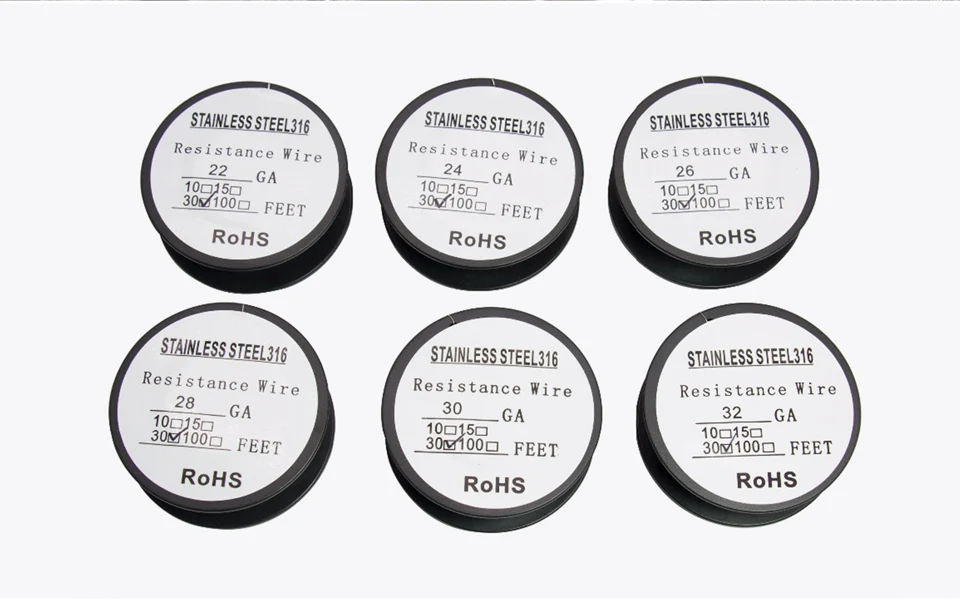 STAINLESS STEEL316
Resistance Wire
22 GA
10□15□
30☑100□ FEET
RoHS
STAINLESS STEEL316
Resistance Wire
24 GA
10□15□
30☑100□ FEET
RoHS
STAINLESS STEEL316
Resistance Wire
26 GA
10□15□
30☑100□ FEET
RoHS
STAINLESS STEEL316
Resistance Wire
28 GA
10□15□
30☑100□ FEET
RoHS
STAINLESS STEEL316
Resistance Wire
30 GA
10□15□
30☑100□ FEET
RoHS
STAINLESS STEEL316
Resistance Wire
32 GA
10□15□
30☑100□ FEET
RoHS